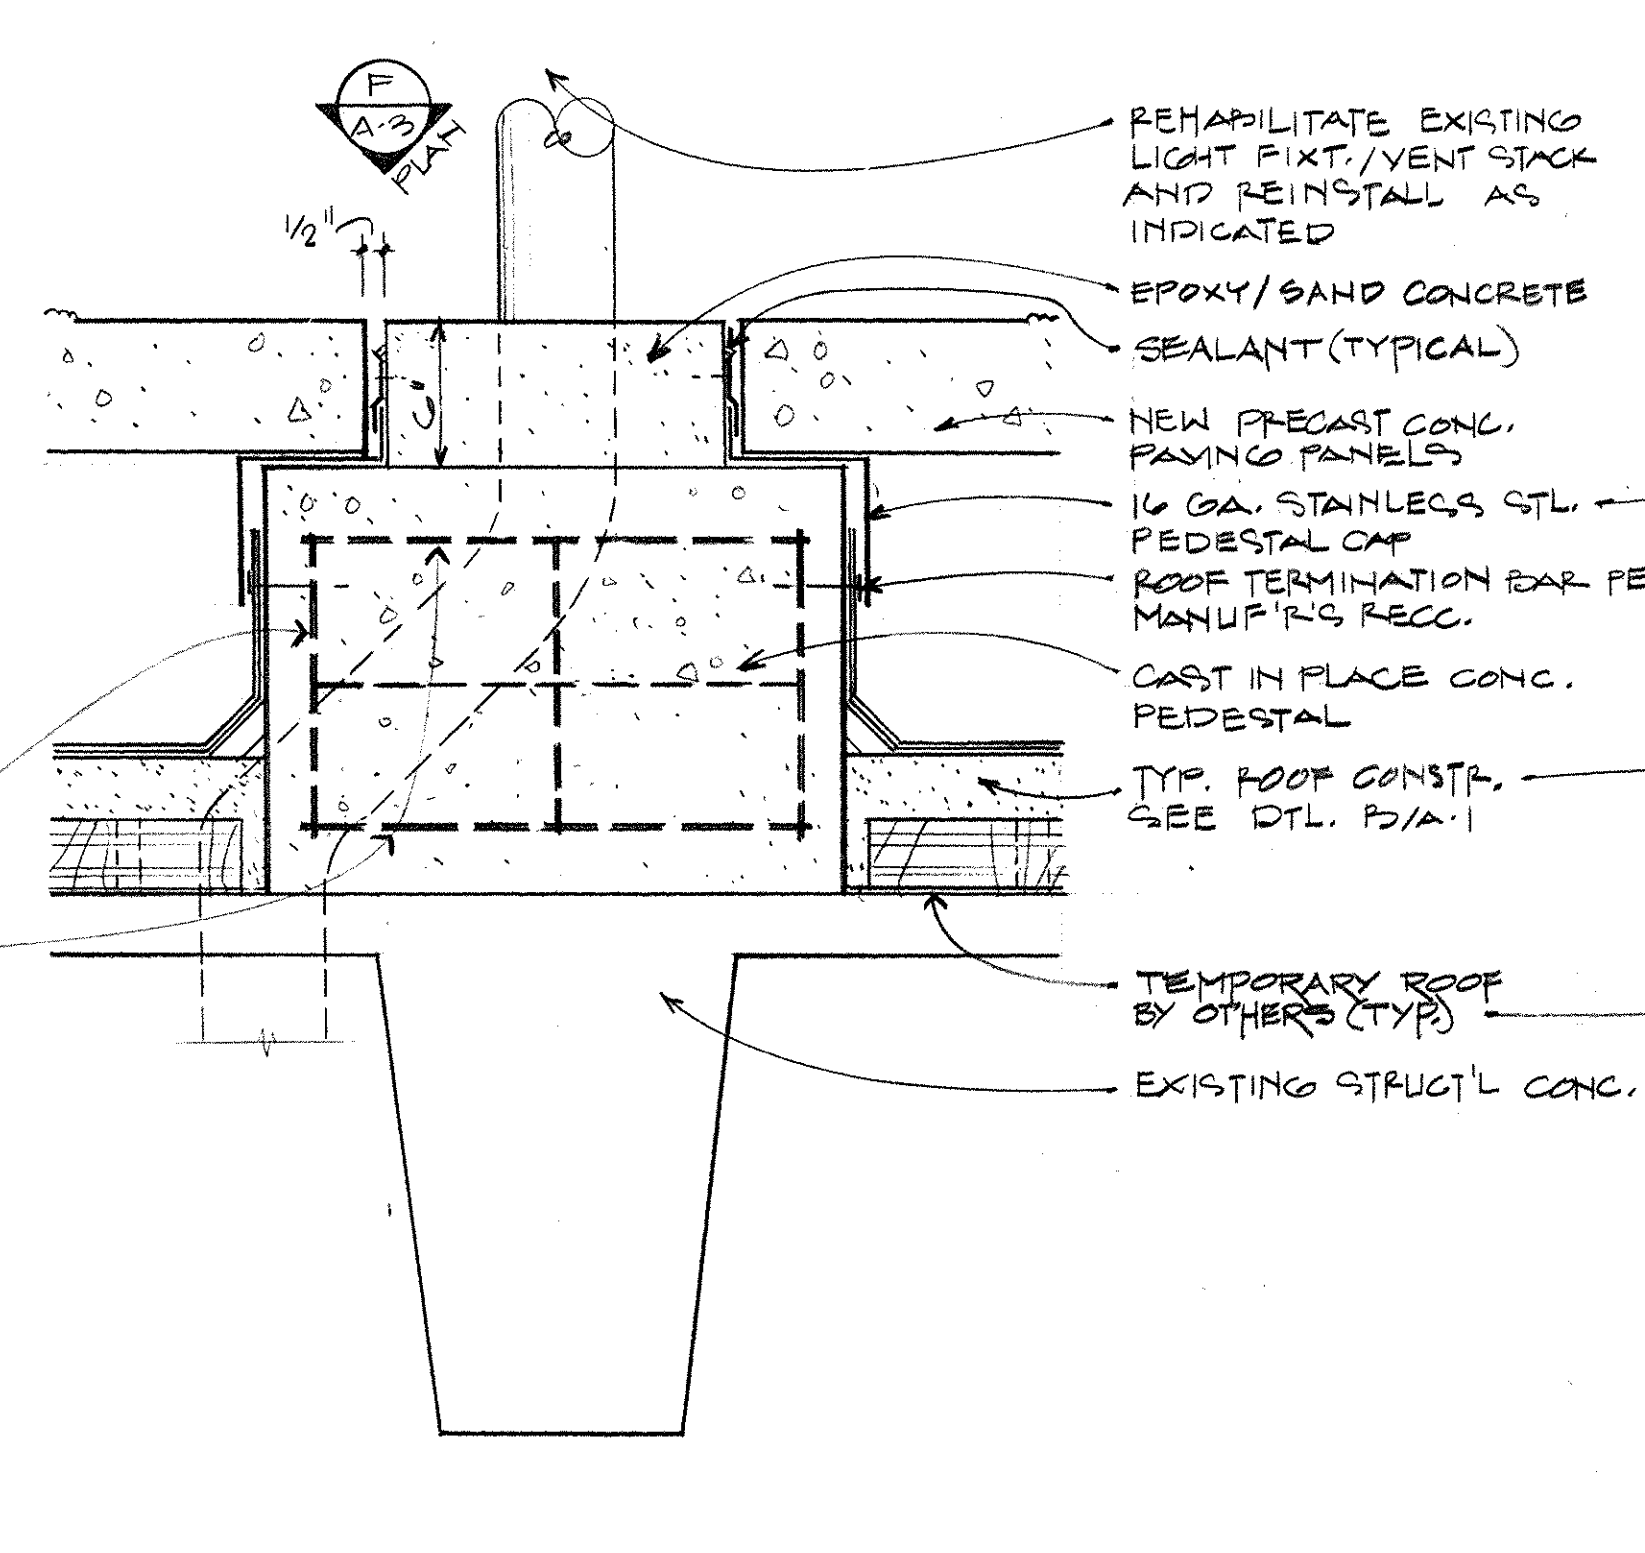 F
A-3
PLAN
1/2"
6"
REHABILITATE EXISTING
LIGHT FIXT./VENT STACK
AND REINSTALL AS
INDICATED
EPOXY/SAND CONCRETE
SEALANT (TYPICAL)
NEW PRECAST CONC.
PAVING PANELS
16 GA. STAINLESS STL.
PEDESTAL CAP
ROOF TERMINATION BAR PE
MANUF'R'S RECC.
CAST IN PLACE CONC.
PEDESTAL
TYP. ROOF CONSTR.
SEE DTL. B/A.1
TEMPORARY ROOF
BY OTHERS (TYP.)
EXISTING STRUCT'L CONC.